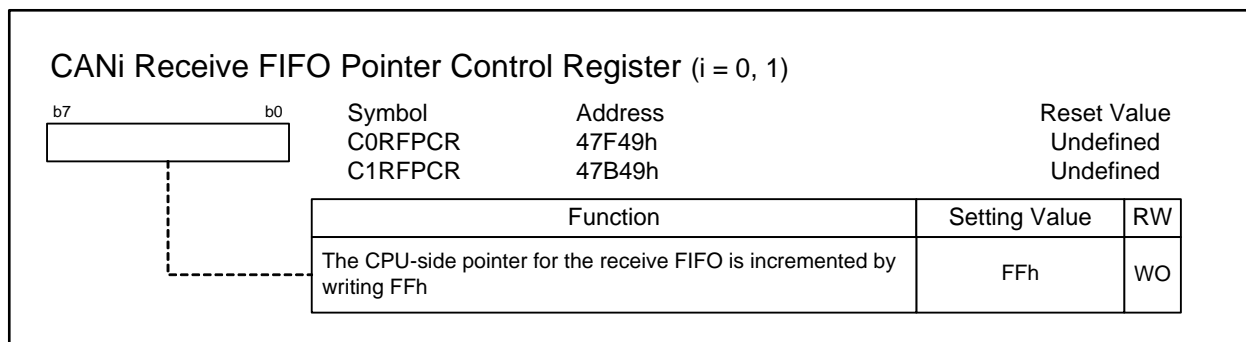 CANi Receive FIFO Pointer Control Register (i = 0, 1)
b7 b0 Symbol Address Reset Value
C0RFPCR 47F49h Undefined
C1RFPCR 47B49h Undefined
Function Setting Value RW
The CPU-side pointer for the receive FIFO is incremented by
writing FFh
FFh WO